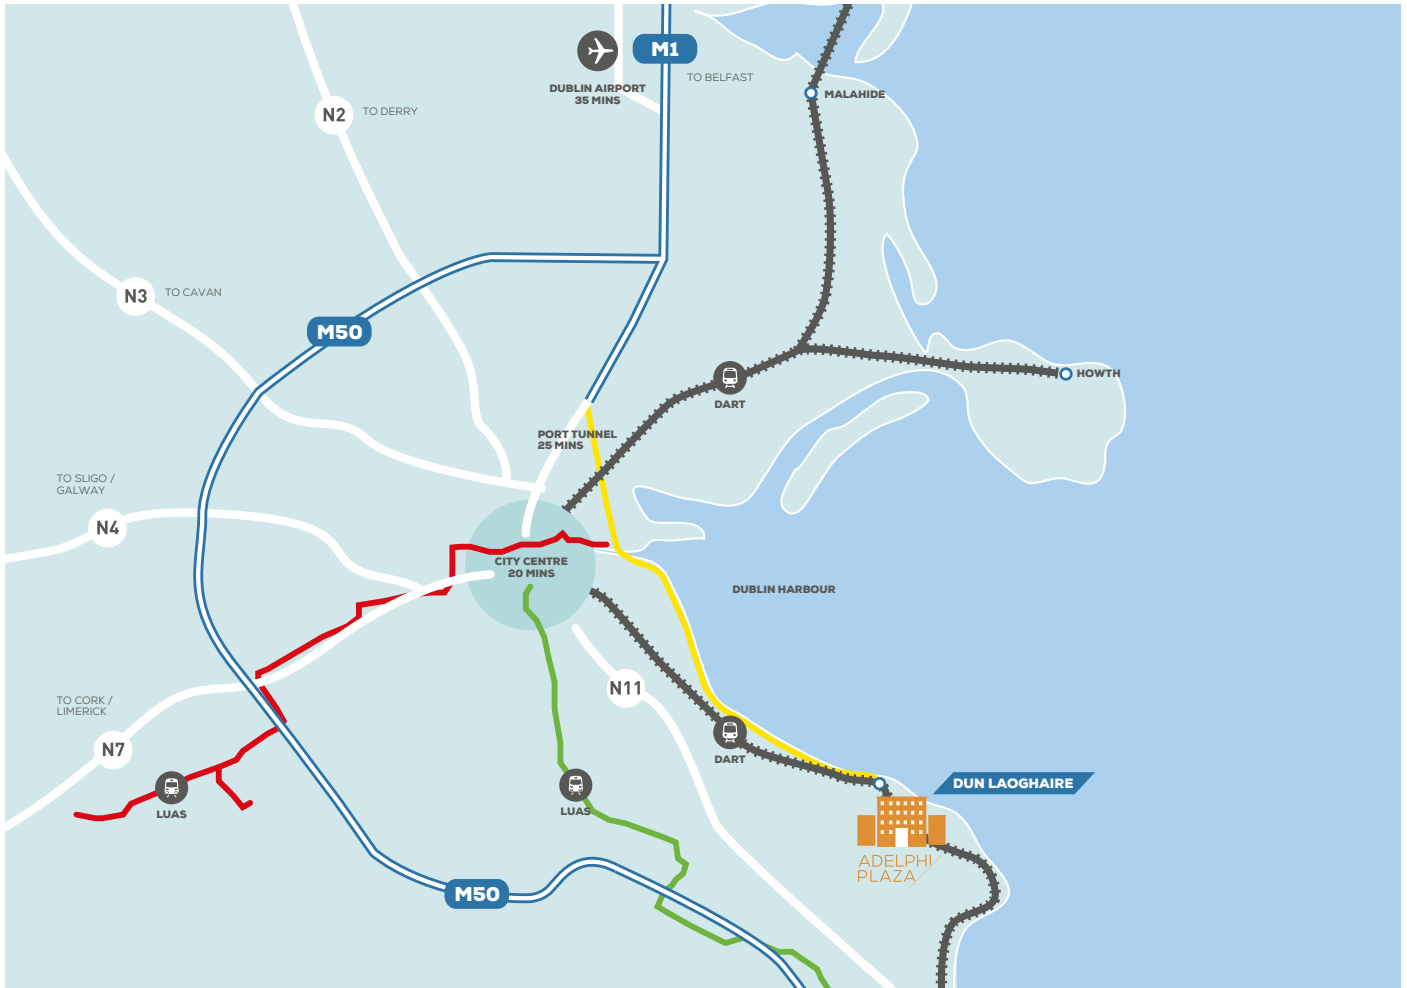 M1
TO BELFAST
DUBLIN AIRPORT
35 MINS
MALAHIDE
N2
TO DERRY
N3
TO CAVAN
M50
HOWTH
DART
PORT TUNNEL
25 MINS
TO SLIGO /
GALWAY
N4
CITY CENTRE
20 MINS
DUBLIN HARBOUR
N11
TO CORK /
LIMERICK
N7
DART
DUN LAOGHAIRE
LUAS
LUAS
ADELPHI
PLAZA
M50